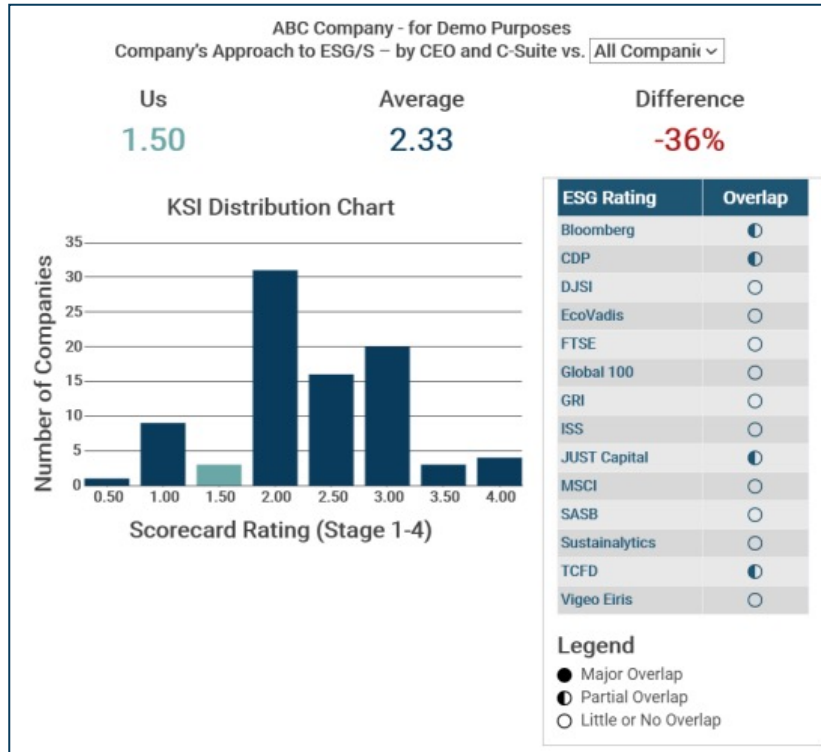 ABC Company - for Demo Purposes
Company's Approach to ESG/S – by CEO and C-Suite vs. All Compani
Us
1.50
Average
2.33
Difference
-36%
KSI Distribution Chart
Number of Companies
35
30
25
20
15
10
5
0
0.50 1.00 1.50 2.00 2.50 3.00 3.50 4.00
Scorecard Rating (Stage 1-4)
ESG Rating Overlap
Bloomberg
CDP
DJSI
EcoVadis
FTSE
Global 100
GRI
ISS
JUST Capital
MSCI
SASB
Sustainalytics
TCFD
Vigeo Eiris
Legend
Major Overlap
Partial Overlap
Little or No Overlap